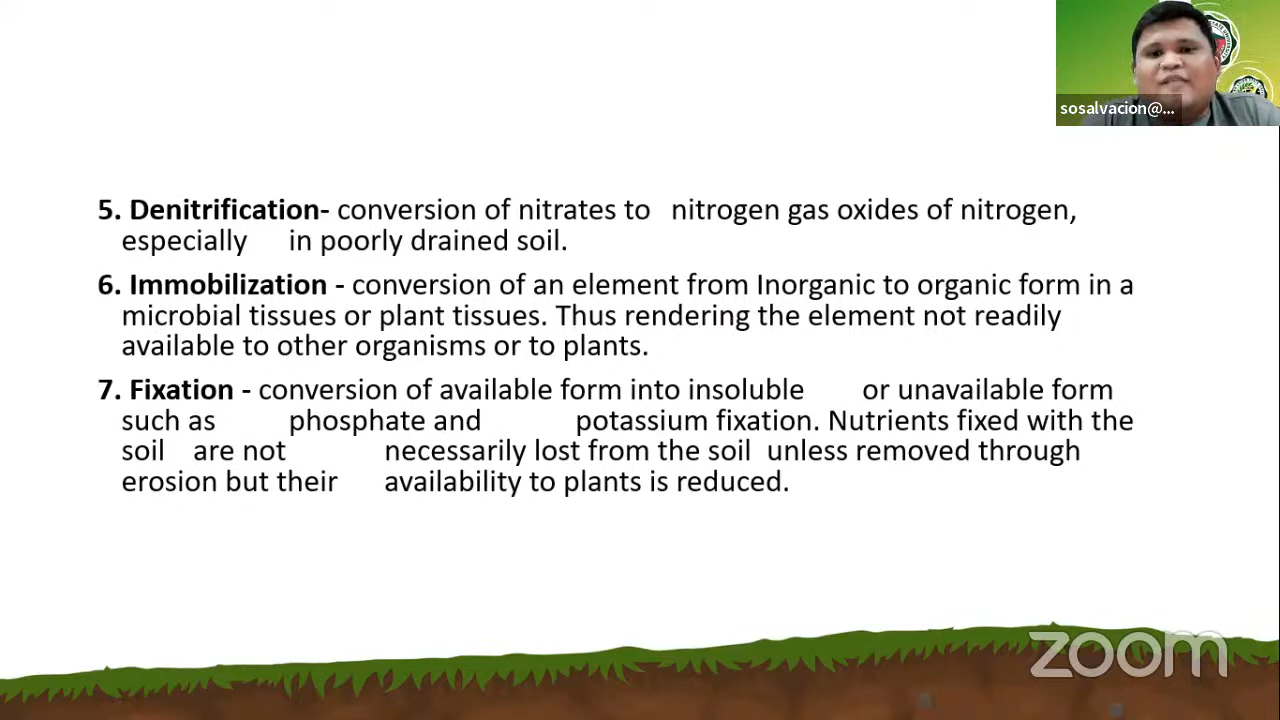 sosalvacion@...
5. Denitrification- conversion of nitrates to nitrogen gas oxides of nitrogen,
especially in poorly drained soil.
6. Immobilization - conversion of an element from Inorganic to organic form in a
microbial tissues or plant tissues. Thus rendering the element not readily
available to other organisms or to plants.
7. Fixation - conversion of available form into insoluble or unavailable form
such as phosphate and potassium fixation. Nutrients fixed with the
soil are not necessarily lost from the soil unless removed through
erosion but their availability to plants is reduced.
zoom